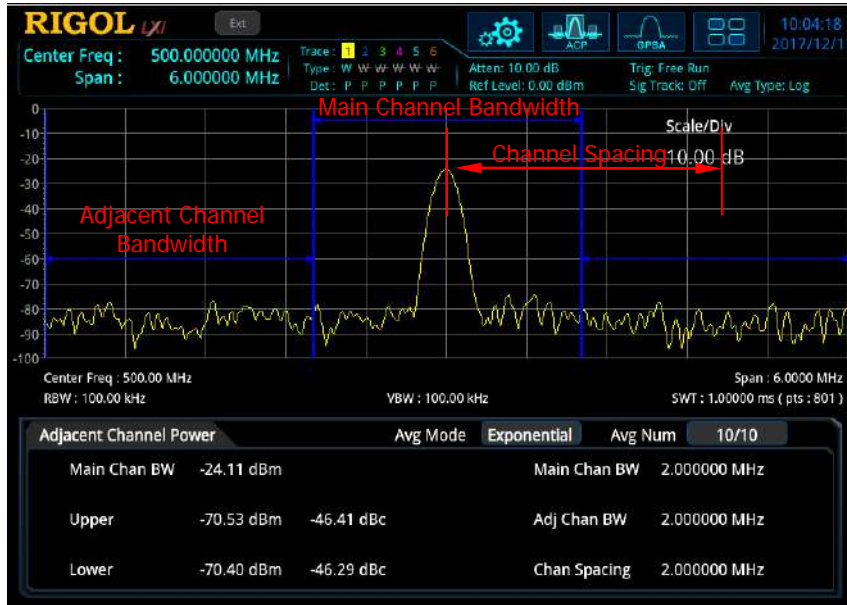 RIGOL LXI Ext ACP OPBA 10:04:18
2017/12/1
Center Freq : 500.000000 MHz
Span : 6.000000 MHz
Trace : 1 2 3 4 5 6
Type : W W W W W W
Det : P P P P P P
Atten: 10.00 dB Trig: Free Run
Ref Level: 0.00 dBm Sig Track: Off Avg Type: Log
Main Channel Bandwidth
Scale/Div
10.00 dB
Channel Spacing
Adjacent Channel
Bandwidth
0
-10
-20
-30
-40
-50
-60
-70
-80
-90
-100
Center Freq : 500.00 MHz Span : 6.0000 MHz
RBW : 100.00 kHz VBW : 100.00 kHz SWT : 1.00000 ms ( pts : 801 )
Adjacent Channel Power Avg Mode Exponential Avg Num 10/10
Main Chan BW -24.11 dBm Main Chan BW 2.000000 MHz
Upper -70.53 dBm -46.41 dBc Adj Chan BW 2.000000 MHz
Lower -70.40 dBm -46.29 dBc Chan Spacing 2.000000 MHz